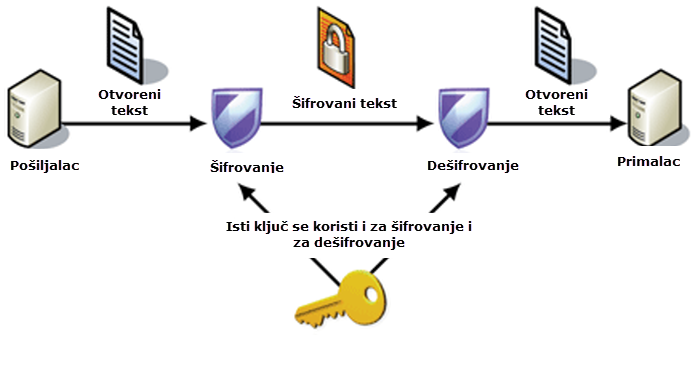 Otvoreni
tekst
Šifrovani tekst
Otvoreni
tekst
Pošiljalac
Šifrovanje
Dešifrovanje
Primalac
Isti ključ se koristi i za šifrovanje i
za dešifrovanje